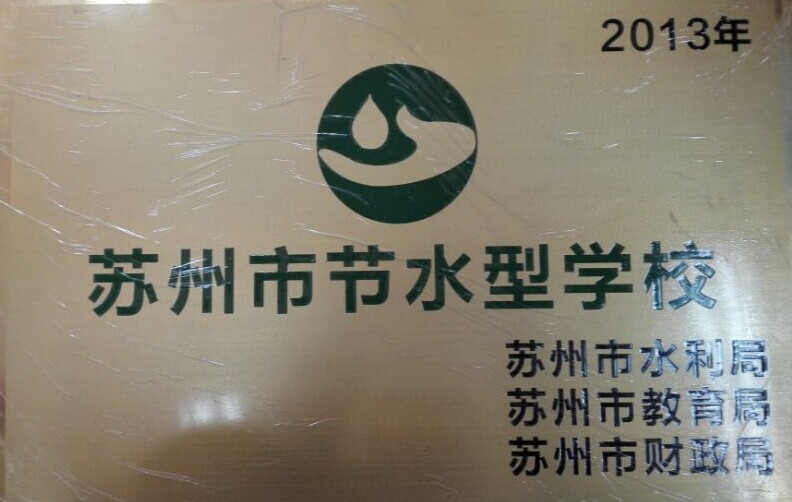 2013年
苏州市节水型学校
苏州市水利局
苏州市教育局
苏州市财政局